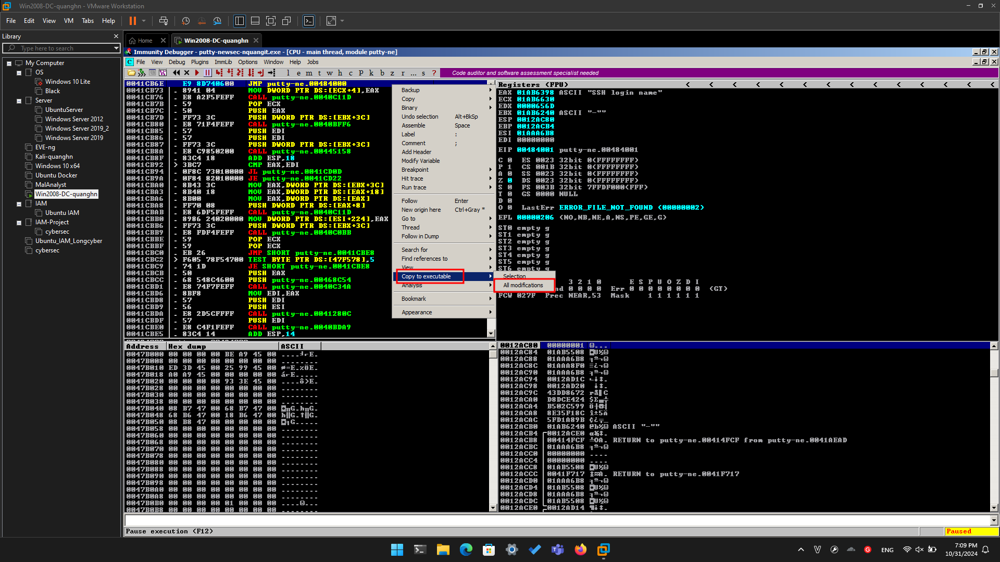 Win2008-DC-quanghn - VMware Workstation
File Edit View VM Tabs Help
Library
Type here to search
Home
Win2008-DC-quanghn
My Computer
OS
Windows 10 Lite
Black
Server
UbuntuServer
Windows Server 2012
Windows Server 2019_2
Windows Server 2019
EVE-ng
Kali-quanghn
Windows 10 x64
Ubuntu Docker
MalAnalyst
Win2008-DC-quanghn
IAM
Ubuntu IAM
IAM-Project
cybersec
Ubuntu_IAM_Longcyber
cybersec
Immunity Debugger - putty-newsec-nquangit.exe - [CPU - main thread, module putty-ne]
C File View Debug Plugins ImmLib Options Window Help Jobs
l e m t w h c P k b z r ... s ?
Code auditor and software assessment specialist needed
0041CB6E E9 8D740600 JMP putty-ne.00484000
0041CB73 . 8941 04 MOV DWORD PTR DS:[ECX+4],EAX
0041CB76 . E8 A2F5FEFF CALL putty-ne.0040C11D
0041CB7B . 59 POP ECX
0041CB7C . 50 PUSH EAX
0041CB7D . FF73 3C PUSH DWORD PTR DS:[EBX+3C]
0041CB80 . E8 71F4FEFF CALL putty-ne.0040BFF6
0041CB85 . 57 PUSH EDI
0041CB86 . 57 PUSH EDI
0041CB87 . FF73 3C PUSH DWORD PTR DS:[EBX+3C]
0041CB8A . E8 C9850200 CALL putty-ne.00445158
0041CB8F . 83C4 18 ADD ESP,18
0041CB92 > 3BC7 CMP EAX,EDI
0041CB94 . 0F8C 73010000 JL putty-ne.0041CD0D
0041CB9A . 0F84 82010000 JE putty-ne.0041CD22
0041CBA0 . 8B43 3C MOV EAX,DWORD PTR DS:[EBX+3C]
0041CBA3 . 8B40 18 MOV EAX,DWORD PTR DS:[EAX+18]
0041CBA6 . 8B00 MOV EAX,DWORD PTR DS:[EAX]
0041CBA8 . FF70 08 PUSH DWORD PTR DS:[EAX+8]
0041CBAB . E8 6DF5FEFF CALL putty-ne.0040C11D
0041CBB0 . 8986 24020000 MOV DWORD PTR DS:[ESI+224],EAX
0041CBB6 . FF73 3C PUSH DWORD PTR DS:[EBX+3C]
0041CBB9 . E8 FDF4FEFF CALL putty-ne.0040C0BB
0041CBBE . 59 POP ECX
0041CBBF . 59 POP ECX
0041CBC0 . EB 26 JMP SHORT putty-ne.0041CBE8
0041CBC2 > F605 78F54700 TEST BYTE PTR DS:[47F578],5
0041CBC9 . 74 1D JE SHORT putty-ne.0041CBE8
0041CBCB . 50 PUSH EAX
0041CBCC . 68 548C4600 PUSH putty-ne.00468C54
0041CBD1 . E8 74F7FEFF CALL putty-ne.0040C34A
0041CBD6 . 8BF8 MOV EDI,EAX
0041CBD8 . 57 PUSH EDI
0041CBD9 . 56 PUSH ESI
0041CBDA . E8 2D5CFFFF CALL putty-ne.0041280C
0041CBDF . 57 PUSH EDI
0041CBE0 . E8 C4F1FEFF CALL putty-ne.0040BDA9
0041CBE5 . 83C4 14 ADD ESP,14
Backup
Copy
Binary
Undo selection Alt+BkSp
Assemble Space
Label :
Comment ;
Add Header
Modify Variable
Breakpoint
Hit trace
Run trace
Follow Enter
New origin here Ctrl+Gray *
Go to
Thread
Follow in Dump
Search for
Find references to
View
Copy to executable
Analysis
Bookmark
Appearance
Selection
All modifications
Registers (FPU) < < < < < < < < < < < < < <
EAX 01AB6398 ASCII "SSH login name"
ECX 01AB6630
EDX 0000656D
EBX 01AB6240 ASCII "-""
ESP 0012AC80
EBP 0012ACB4
ESI 01AAA6B8
EDI 00000000
EIP 00484001 putty-ne.00484001
C 0 ES 0023 32bit 0(FFFFFFFF)
P 1 CS 001B 32bit 0(FFFFFFFF)
A 0 SS 0023 32bit 0(FFFFFFFF)
Z 0 DS 0023 32bit 0(FFFFFFFF)
S 0 FS 003B 32bit 7FFDF000(FFF)
T 0 GS 0000 NULL
D 0
O 0 LastErr ERROR_FILE_NOT_FOUND (00000002)
EFL 00000206 (NO,NB,NE,A,NS,PE,GE,G)
ST0 empty g
ST1 empty g
ST2 empty g
ST3 empty g
ST4 empty g
ST5 empty g
ST6 empty g
3 2 1 0 E S P U O Z D I
nd 0 0 0 0 Err 0 0 0 0 0 0 0 0 (GT)
FCW 027F Prec NEAR,53 Mask 1 1 1 1 1 1
Address Hex dump ASCII
0047B000 00 00 00 00 BE A9 45 00
0047B008 00 00 00 00 00 00 00 00 ........
0047B010 ED 3D 45 00 25 99 45 00
0047B018 A0 A9 45 00 00 00 00 00
0047B020 00 00 00 00 93 3E 45 00 ....ô>E.
0047B028 00 00 00 00 00 00 00 00 ........
0047B030 00 00 00 00 00 00 00 00 ........
0047B038 00 00 00 00 00 00 00 00 ........
0047B040 08 B7 47 00 68 B7 47 00
0047B048 68 B6 47 00 18 B6 47 00
0047B050 08 B8 47 00 00 00 00 00
0047B058 00 00 00 00 00 00 00 00 ........
0047B060 00 00 00 00 00 00 00 00 ........
0047B068 00 00 00 00 00 00 00 00 ........
0047B070 00 00 00 00 00 00 00 00 ........
0047B078 00 00 00 00 00 00 00 00 ........
0047B080 00 00 00 00 00 00 00 00 ........
0047B088 00 00 00 00 00 00 00 00 ........
0047B090 00 00 00 00 00 00 00 00 ........
0047B098 00 00 00 00 00 00 00 00 ........
0047B0A0 00 00 00 00 00 00 00 00 ........
0047B0A8 00 00 00 00 00 00 00 00 ........
0047B0B0 00 00 00 00 01 00 00 00
0047B0B8 00 00 00 00 00 00 00 00 ........
0012AC80 00000001
0012AC84 01AB5508
0012AC88 01AAA6B8
0012AC8C 01AAA8F0
0012AC90 01AAA6B8
0012AC94 0012AD1C
0012AC98 0012AD20
0012AC9C 43DD8672
0012ACA0 D8DCE424
0012ACA4 B502C599
0012ACA8 8E35F18C
0012ACAC 5FD1A89B
0012ACB0 01AB6240 ASCII "-""
0012ACB4 0012ACE0
0012ACB8 00414FCF RETURN to putty-ne.00414FCF from putty-ne.0041AEAD
0012ACBC 01AAA6B8
0012ACC0 00000000 ....
0012ACC4 00000000 ....
0012ACC8 01AB5508
0012ACCC 0041F717 RETURN to putty-ne.0041F717
0012ACD0 01AAA6B8
0012ACD4 01AB5508
0012ACD8 01AAA6B8
0012ACDC 01AB5508
0012ACE0 0012AD14
Pause execution (F12)
Paused
ENG
7:09 PM
10/31/2024